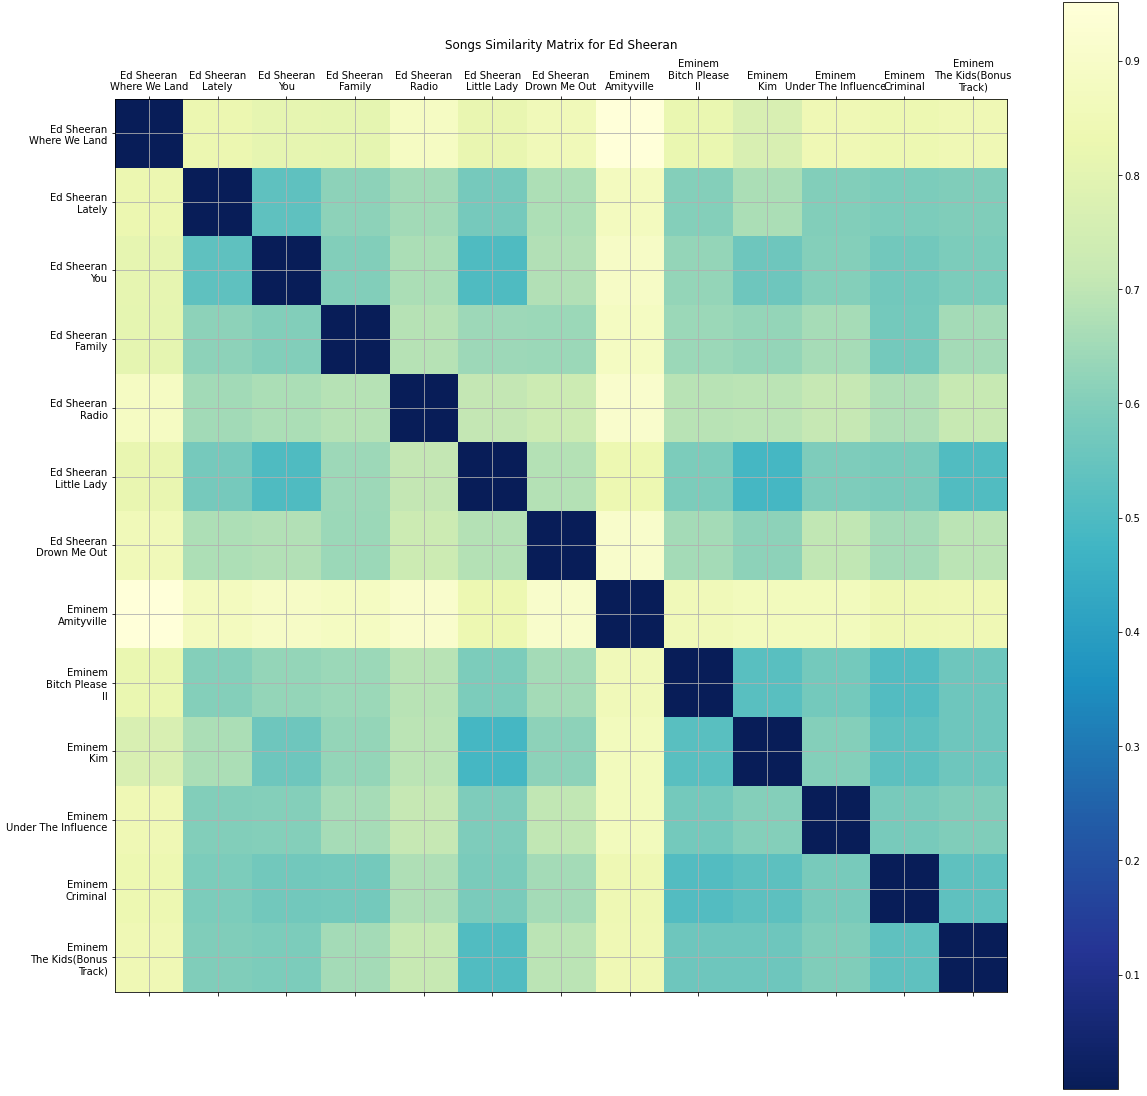 Songs Similarity Matrix for Ed Sheeran
Ed Sheeran
Where We Land
Ed Sheeran
Lately
Ed Sheeran
You
Ed Sheeran
Family
Ed Sheeran
Radio
Ed Sheeran
Little Lady
Ed Sheeran
Drown Me Out
Eminem
Amityville
Eminem
Bitch Please
II
Eminem
Kim
Eminem
Under The Influence
Eminem
Criminal
Eminem
The Kids(Bonus
Track)
Ed Sheeran
Where We Land
Ed Sheeran
Lately
Ed Sheeran
You
Ed Sheeran
Family
Ed Sheeran
Radio
Ed Sheeran
Little Lady
Ed Sheeran
Drown Me Out
Eminem
Amityville
Eminem
Bitch Please
II
Eminem
Kim
Eminem
Under The Influence
Eminem
Criminal
Eminem
The Kids(Bonus
Track)
0.9
0.8
0.7
0.6
0.5
0.4
0.3
0.2
0.1